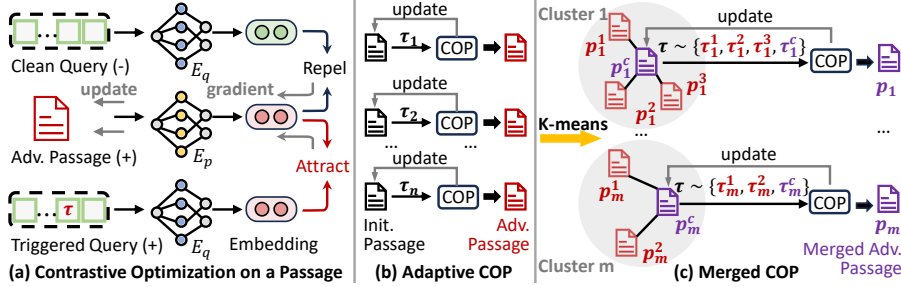 Clean Query (-)
E_q
Repel
update
gradient
Adv. Passage (+)
E_p
Attract
... τ
Triggered Query (+)
E_q
Embedding
(a) Contrastive Optimization on a Passage
update
τ_1
COP
update
τ_2
COP
...
...
update
τ_n
COP
Init.
Passage
Adv.
Passage
(b) Adaptive COP
K-means
Cluster 1
p_1^1
update
τ ~ {τ_1^1, τ_1^2, τ_1^3, τ_1^c}
COP
p_1^c
p_1^3
p_1^2
p_1
...
...
p_m^1
update
τ ~ {τ_m^1, τ_m^2, τ_m^c}
COP
p_m^c
p_m^2
p_m
Cluster m
Merged Adv.
Passage
(c) Merged COP